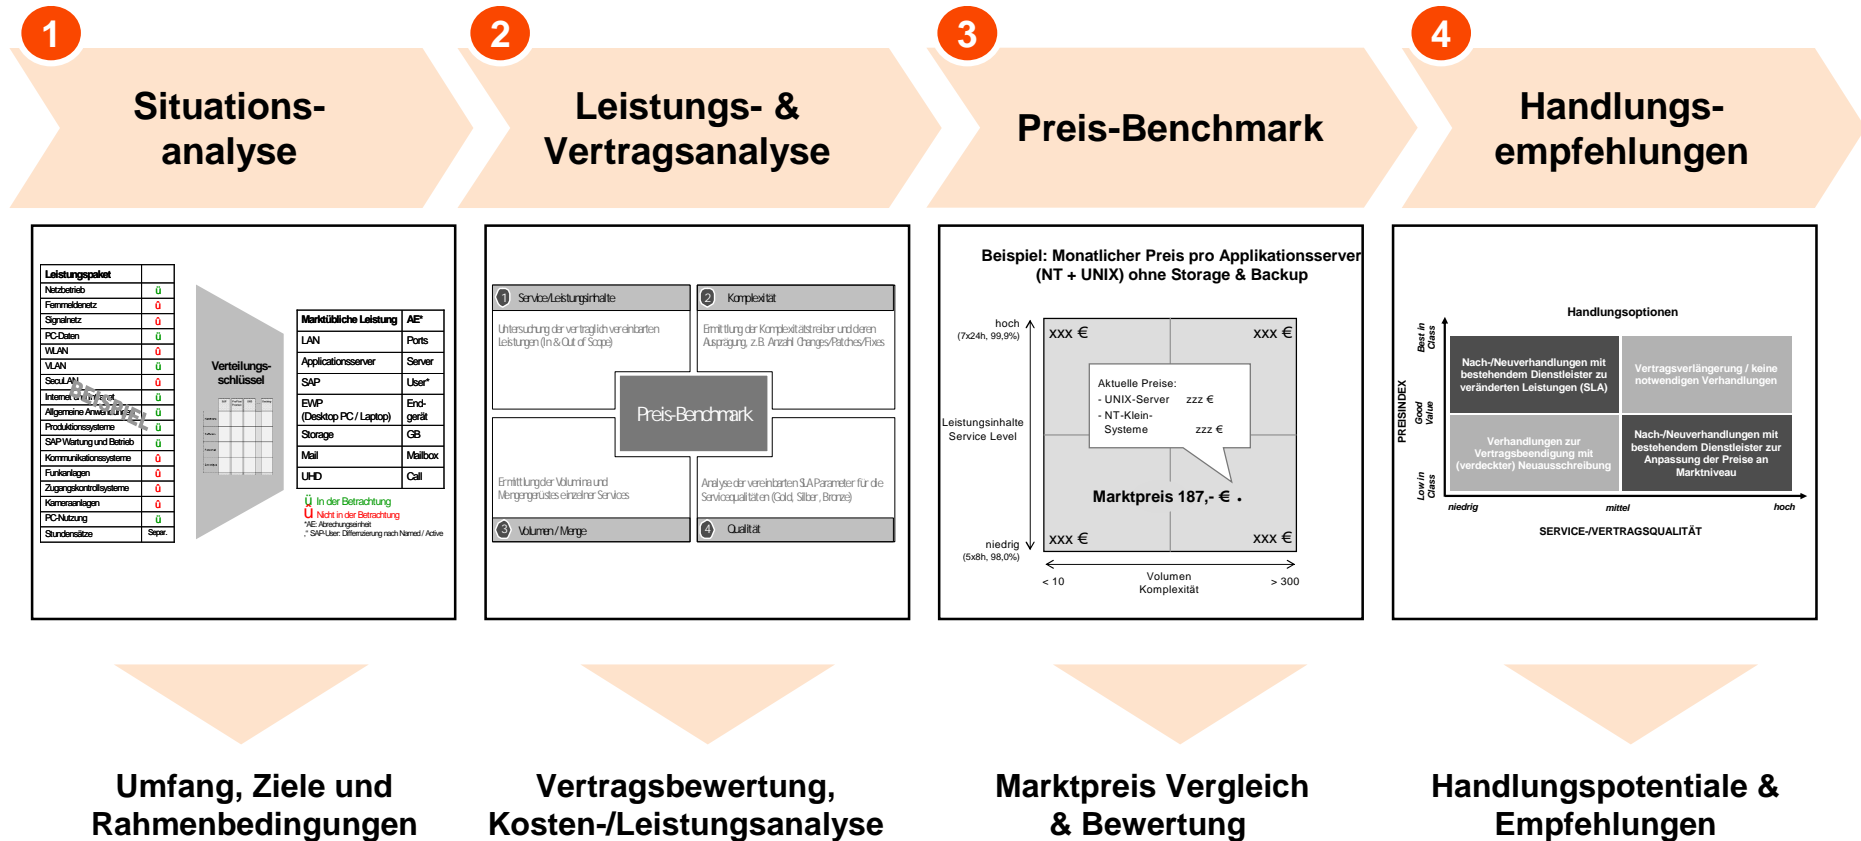 1
2
3
4
Situations-
analyse
Leistungs- &
Vertragsanalyse
Preis-Benchmark
Handlungs-
empfehlungen
Leistungspaket
Netzbetrieb ü
Fernmeldenetz û
Signalnetz û
PC-Daten ü
WLAN û
VLAN ü
SecuLAN û
Internet ü
Allgemeine Anwendungen ü
Produktionssysteme ü
SAP Wartung und Betrieb ü
Kommunikationssysteme û
Funkanlagen û
Zugangskontrollsysteme û
Kameraanlagen û
PC-Nutzung ü
Stundensätze Separ.
BEISPIEL
Verteilungs-
schlüssel
Marktübliche Leistung AE*
LAN Ports
Applicationsserver Server
SAP User*
EWP End-
(Desktop PC / Laptop) gerät
Storage GB
Mail Mailbox
UHD Call
ü In der Betrachtung
Ü Nicht in der Betrachtung
*AE: Abrechungseinheit
,* SAP-User: Differnzierung nach Named / Active
1 Service/Leistungsinhalte
Untersuchung der vertraglich vereinbarten
Leistungen (In & Out of Scope)
2 Komplexität
Ermittlung der Komplexitätstreiber und deren
Ausprägung, z.B. Anzahl Changes/Patches/Fixes
Preis-Benchmark
Ermittlung der Volumina und
Mengengerüstes einzelner Services
3 Volumen / Menge
Analyse der vereinbarten SLA Parameter für die
Servicequalitäten (Gold, Silber, Bronze)
4 Qualität
Beispiel: Monatlicher Preis pro Applikationsserver
(NT + UNIX) ohne Storage & Backup
hoch
(7x24h, 99,9%)
xxx € xxx €
Aktuelle Preise:
- UNIX-Server zzz €
- NT-Klein-
Systeme zzz €
Leistungsinhalte
Service Level
Marktpreis 187,- € .
xxx € xxx €
niedrig
(5x8h, 98,0%)
< 10 Volumen > 300
Komplexität
Handlungsoptionen
PREISINDEX
Best in
Class
Good
Value
Low in
Class
Nach-/Neuverhandlungen mit
bestehendem Dienstleister zu
veränderten Leistungen (SLA)
Vertragsverlängerung / keine
notwendigen Verhandlungen
Verhandlungen zur
Vertragsbeendigung mit
(verdeckter) Neuausschreibung
Nach-/Neuverhandlungen mit
bestehendem Dienstleister zur
Anpassung der Preise an
Marktniveau
niedrig mittel hoch
SERVICE-/VERTRAGSQUALITÄT
Umfang, Ziele und
Rahmenbedingungen
Vertragsbewertung,
Kosten-/Leistungsanalyse
Marktpreis Vergleich
& Bewertung
Handlungspotentiale &
Empfehlungen